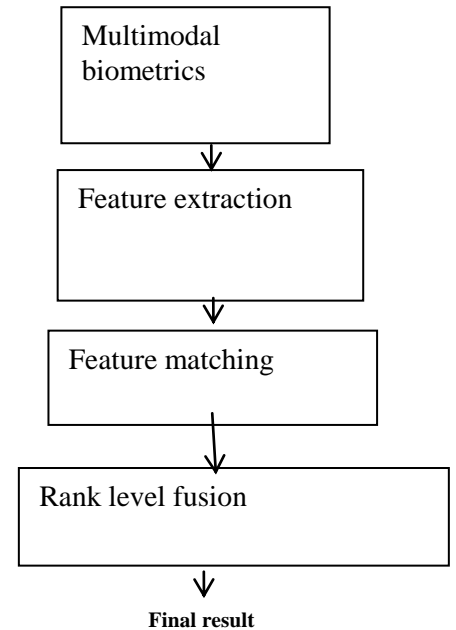 Multimodal
biometrics
Feature extraction
Feature matching
Rank level fusion
Final result